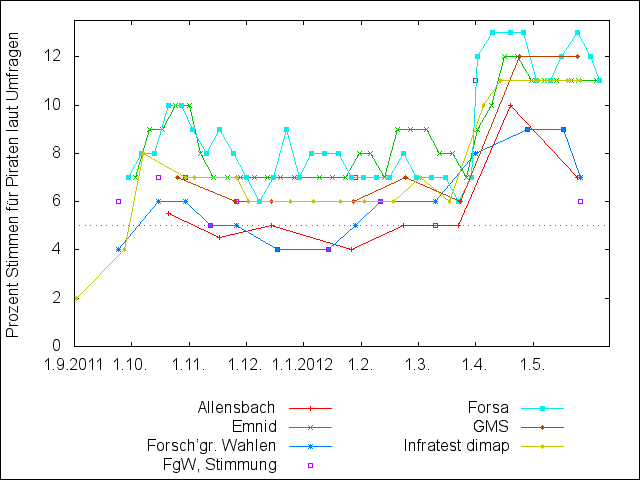 Prozent Stimmen für Piraten laut Umfragen
12
10
8
6
4
2
0
1.9.2011 1.10. 1.11. 1.12. 1.1.2012 1.2. 1.3. 1.4. 1.5.
Allensbach Forsa
Emnid GMS
Forsch'gr. Wahlen Infratest dimap
FgW, Stimmung